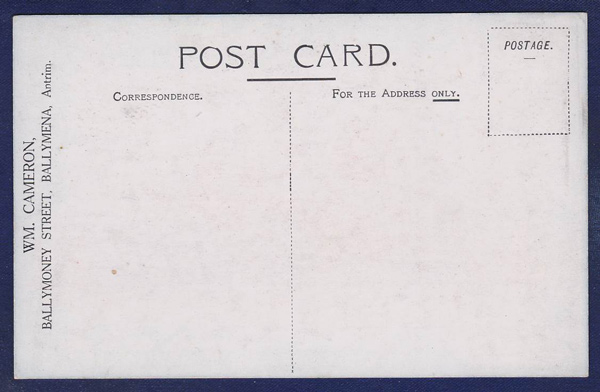 POST CARD.
POSTAGE.
CORRESPONDENCE.
FOR THE ADDRESS ONLY.
WM. CAMERON,
BALLYMONEY STREET, BALLYMENA, Antrim.